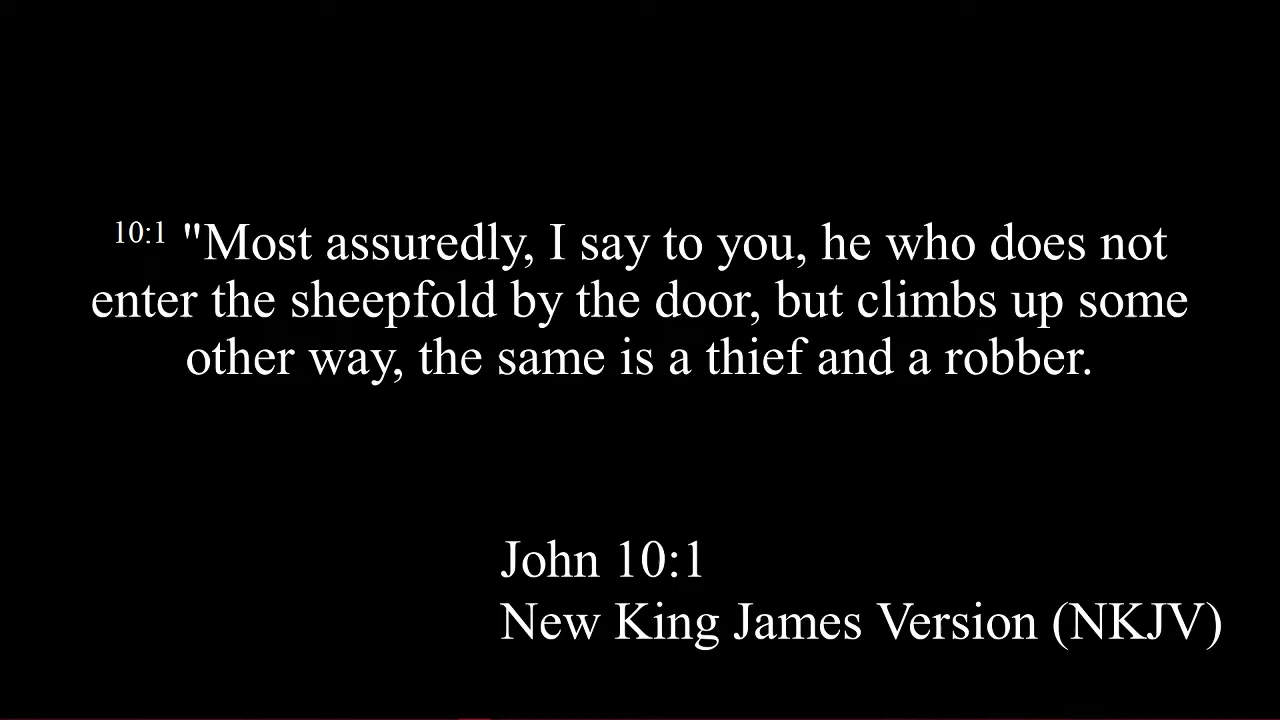 10:1 "Most assuredly, I say to you, he who does not
enter the sheepfold by the door, but climbs up some
other way, the same is a thief and a robber.
John 10:1
New King James Version (NKJV)